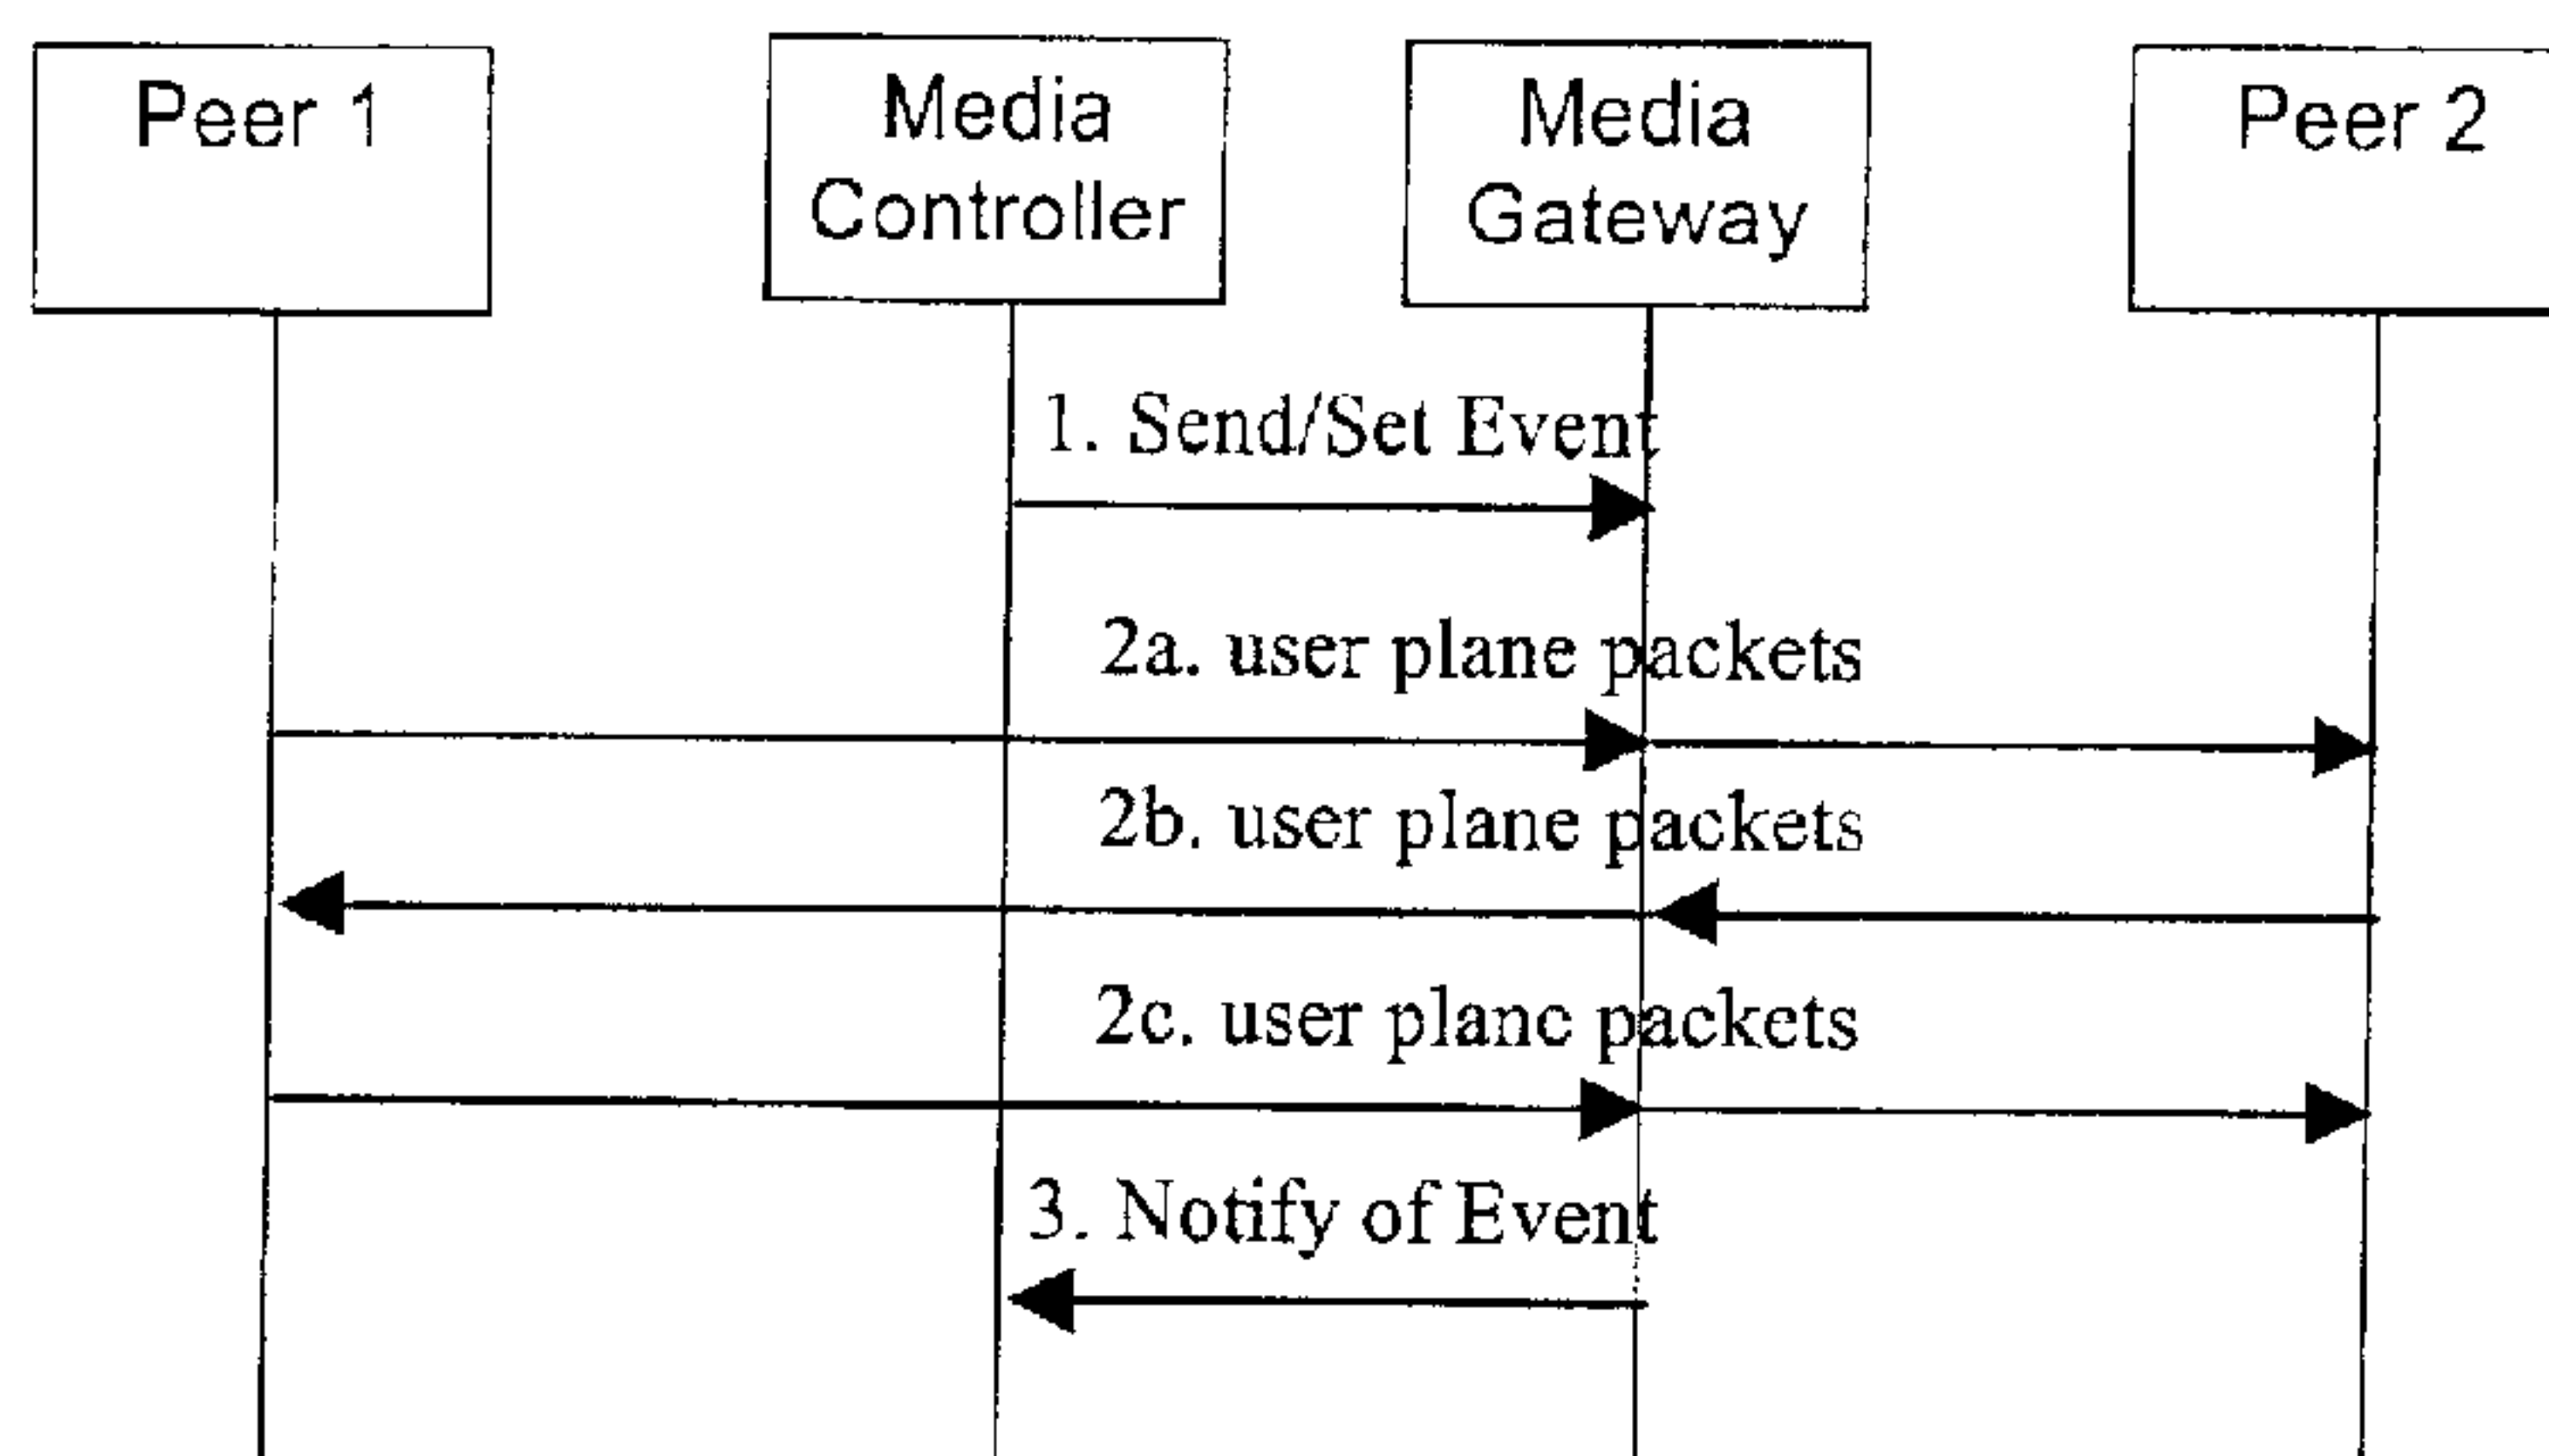 Peer 1
Media
Controller
Media
Gateway
Peer 2
1. Send/Set Event
2a. user plane packets
2b. user plane packets
2c. user plane packets
3. Notify of Event